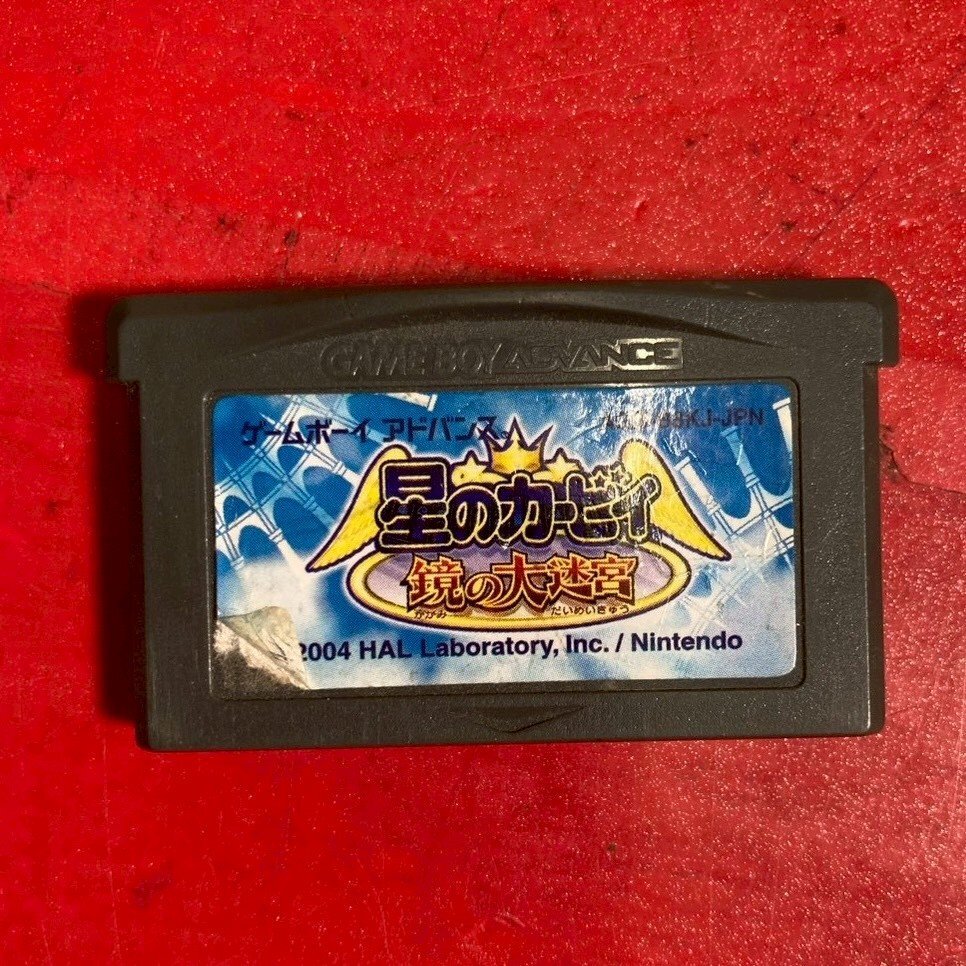 GAME BOY ADVANCE
ゲームボーイ アドバンス
星のカービィ
鏡の大迷宮
かがみ だいめいきゅう
2004 HAL Laboratory, Inc. / Nintendo